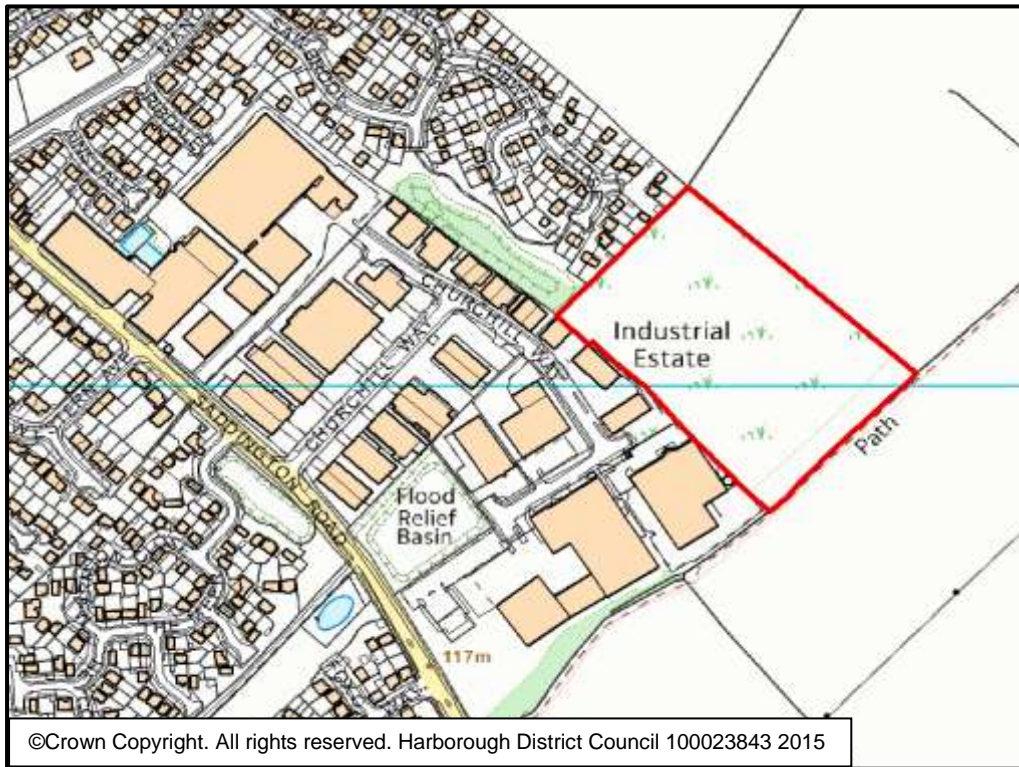 Industrial
Estate
CHURCHILL WAY
CHURCHILL WAY
SADDINGTON ROAD
Flood
Relief
Basin
Path
117m
©Crown Copyright. All rights reserved. Harborough District Council 100023843 2015